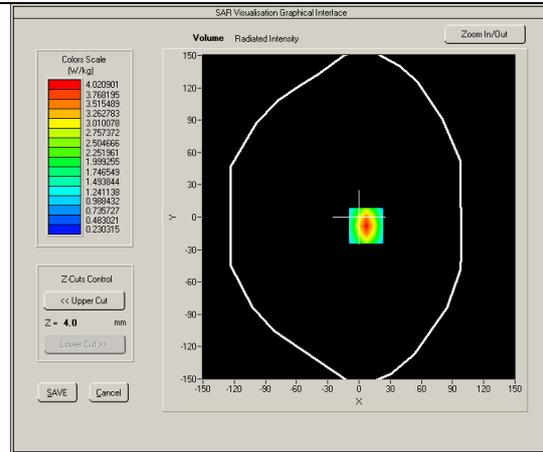 SAR Visualisation Graphical Interface
Volume Radiated Intensity
Zoom In/Out
Colors Scale
(W/kg)
4.020901
3.768195
3.515489
3.262783
3.010078
2.757372
2.504666
2.251961
1.999255
1.746549
1.493844
1.241138
0.988432
0.735727
0.483021
0.230315
Z-Cuts Control
<< Upper Cut
Z = 4.0 mm
Lower Cut >>
SAVE Cancel
150
120
90
60
30
0
-30
-60
-90
-120
-150
Y
-150 -120 -90 -60 -30 0 30 60 90 120 150
X